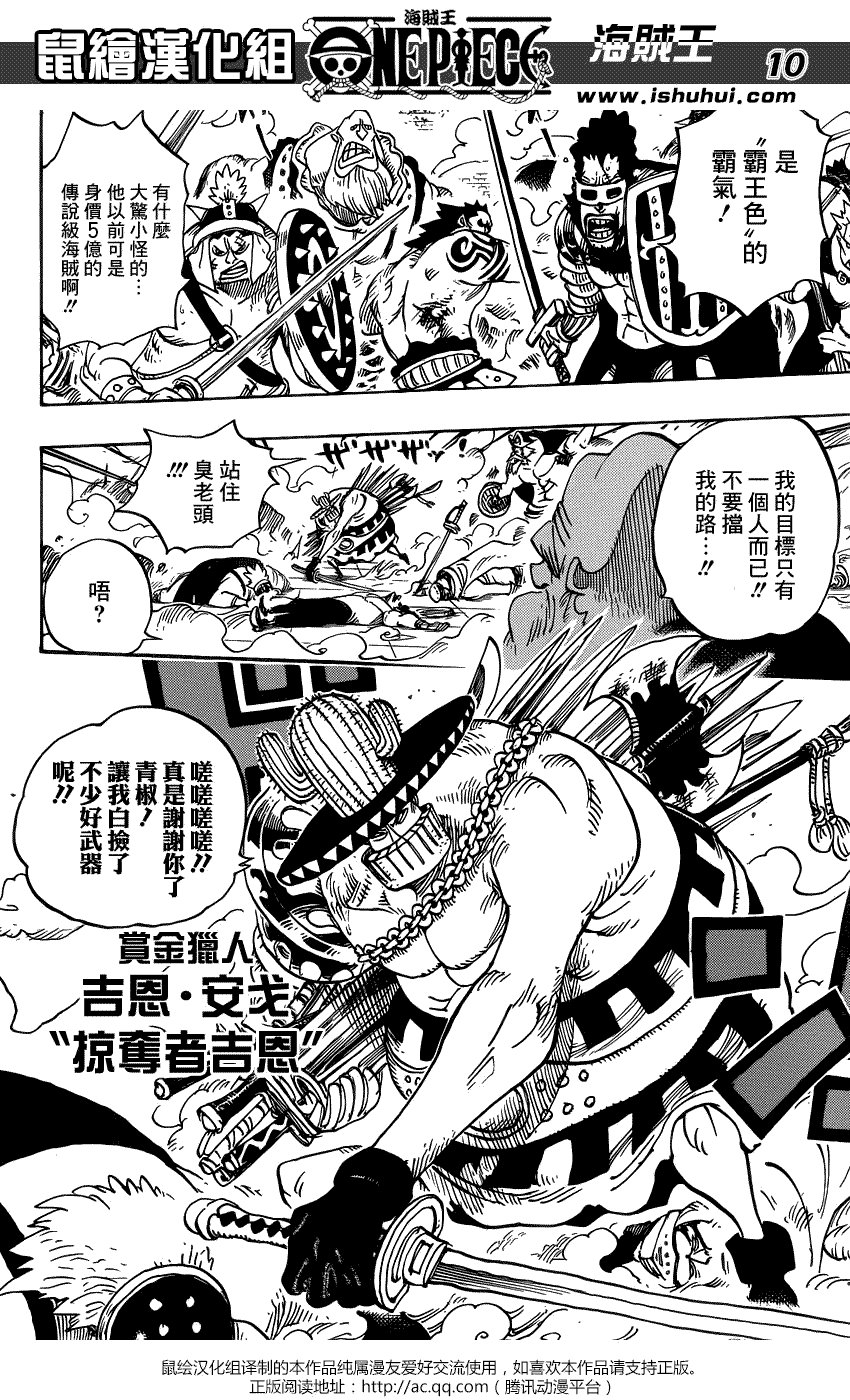 鼠繪漢化組
海賊王
ONE PIECE
海賊王
10
www.ishuhui.com
是
“霸王色”的
霸氣！
有什麼
大驚小怪的…
他以前可是
身價5億的
傳說級海賊啊!!
我的目標只有
一個人而已!!
不要擋
我的路…!!
站住
臭老頭
!!!
唔？
嗟嗟嗟嗟!!
真是謝謝你了
青椒！
讓我白撿了
不少好武器
呢!!
賞金獵人
吉恩·安戈
“掠奪者吉恩”
鼠绘汉化组译制的本作品纯属漫友爱好交流使用，如喜欢本作品请支持正版。
正版阅读地址：http://ac.qq.com（腾讯动漫平台）